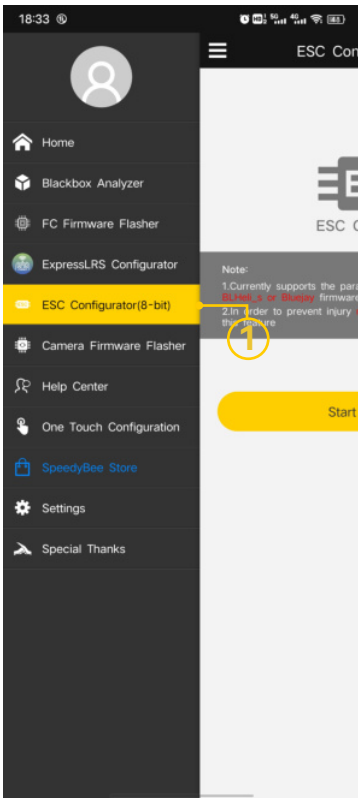 18:33
5G 4G
ESC Con
Home
Blackbox Analyzer
FC Firmware Flasher
ExpressLRS Configurator
ESC Configurator(8-bit)
Camera Firmware Flasher
Help Center
One Touch Configuration
SpeedyBee Store
Settings
Special Thanks
ESC C
Note:
1.Currently supports the para
BLHeli_s or Bluejay firmware
2.In order to prevent injury
this feature
1
Start